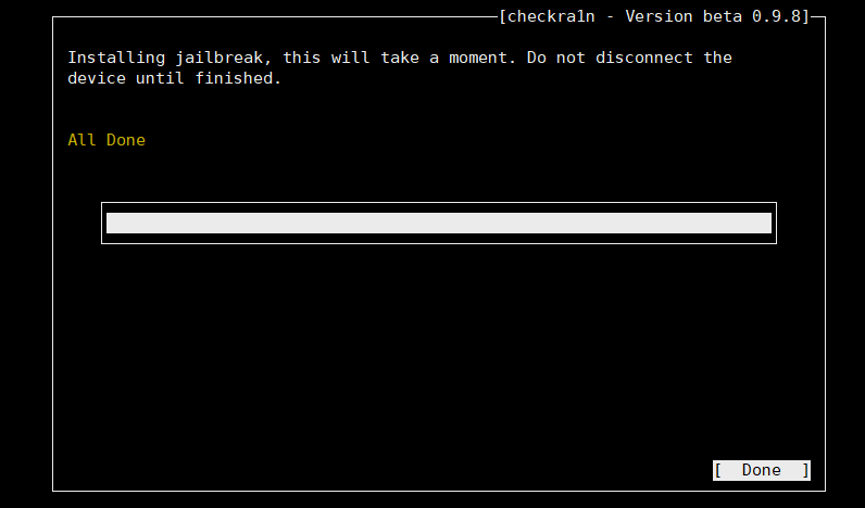 [checkra1n - Version beta 0.9.8]
Installing jailbreak, this will take a moment. Do not disconnect the
device until finished.
All Done
[  Done  ]